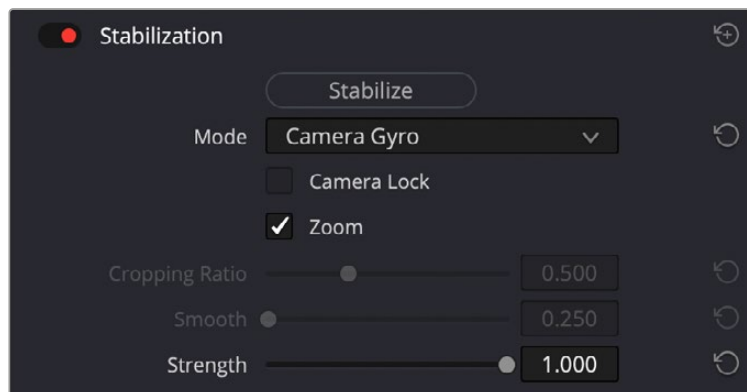 Stabilization
Stabilize
Mode Camera Gyro
Camera Lock
Zoom
Cropping Ratio 0.500
Smooth 0.250
Strength 1.000